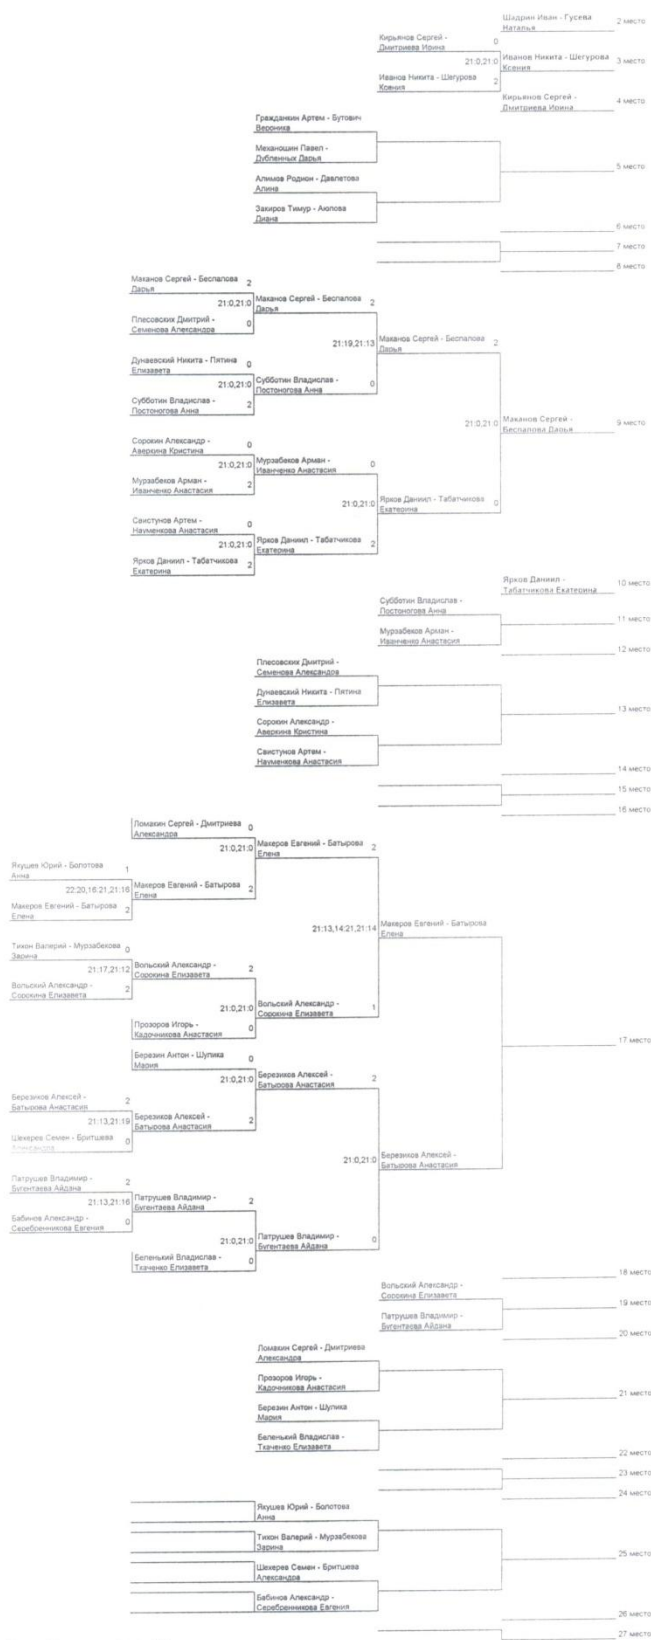 Шадрин Иван - Гусева
Наталья
2 место
Кирьянов Сергей -
Дмитриева Ирина
0
21:0,21:0
Иванов Никита - Шегурова
Ксения
3 место
Иванов Никита - Шегурова
Ксения
2
Кирьянов Сергей -
Дмитриева Ирина
4 место
Гражданкин Артем - Бутович
Вероника
Механошин Павел -
Дубленных Дарья
5 место
Алимов Родион - Давлетова
Алина
Закиров Тимур - Аюпова
Диана
6 место
7 место
8 место
Маканов Сергей - Беспалова
Дарья
2
21:0,21:0
Маканов Сергей - Беспалова
Дарья
2
Плесовских Дмитрий -
Семенова Александра
0
21:19,21:13
Маканов Сергей - Беспалова
Дарья
2
Дунаевский Никита - Пятина
Елизавета
0
21:0,21:0
Субботин Владислав -
Постоногова Анна
0
Субботин Владислав -
Постоногова Анна
2
21:0,21:0
Маканов Сергей -
Беспалова Дарья
9 место
Сорокин Александр -
Аверкина Кристина
0
21:0,21:0
Мурзабеков Арман -
Иванченко Анастасия
0
Мурзабеков Арман -
Иванченко Анастасия
2
21:0,21:0
Ярков Даниил - Табатчикова
Екатерина
0
Свистунов Артем -
Науменкова Анастасия
0
21:0,21:0
Ярков Даниил - Табатчикова
Екатерина
2
Ярков Даниил - Табатчикова
Екатерина
2
Ярков Даниил -
Табатчикова Екатерина
10 место
Субботин Владислав -
Постоногова Анна
11 место
Мурзабеков Арман -
Иванченко Анастасия
12 место
Плесовских Дмитрий -
Семенова Александра
Дунаевский Никита - Пятина
Елизавета
13 место
Сорокин Александр -
Аверкина Кристина
Свистунов Артем -
Науменкова Анастасия
14 место
15 место
16 место
Ломакин Сергей - Дмитриева
Александра
0
21:0,21:0
Макеров Евгений - Батырова
Елена
2
Якушев Юрий - Болотова
Анна
1
22:20,16:21,21:16
Макеров Евгений - Батырова
Елена
2
Макеров Евгений - Батырова
Елена
2
21:13,14:21,21:14
Макеров Евгений - Батырова
Елена
Тихон Валерий - Мурзабекова
Зарина
0
21:17,21:12
Вольский Александр -
Сорокина Елизавета
2
Вольский Александр -
Сорокина Елизавета
2
21:0,21:0
Вольский Александр -
Сорокина Елизавета
1
Прозоров Игорь -
Кадочникова Анастасия
0
17 место
Березин Антон - Шулика
Мария
0
21:0,21:0
Березиков Алексей -
Батырова Анастасия
2
Березиков Алексей -
Батырова Анастасия
2
21:13,21:19
Березиков Алексей -
Батырова Анастасия
2
Шехерев Семен - Бритцева
Александра
0
21:0,21:0
Березиков Алексей -
Батырова Анастасия
Патрушев Владимир -
Бугентаева Айдана
2
21:13,21:16
Патрушев Владимир -
Бугентаева Айдана
2
Бабинов Александр -
Серебренникова Евгения
0
21:0,21:0
Патрушев Владимир -
Бугентаева Айдана
0
Беленький Владислав -
Ткаченко Елизавета
0
18 место
Вольский Александр -
Сорокина Елизавета
19 место
Патрушев Владимир -
Бугентаева Айдана
20 место
Ломакин Сергей - Дмитриева
Александра
Прозоров Игорь -
Кадочникова Анастасия
21 место
Березин Антон - Шулика
Мария
Беленький Владислав -
Ткаченко Елизавета
22 место
23 место
24 место
Якушев Юрий - Болотова
Анна
Тихон Валерий - Мурзабекова
Зарина
25 место
Шехерев Семен - Бритцева
Александра
Бабинов Александр -
Серебренникова Евгения
26 место
27 место